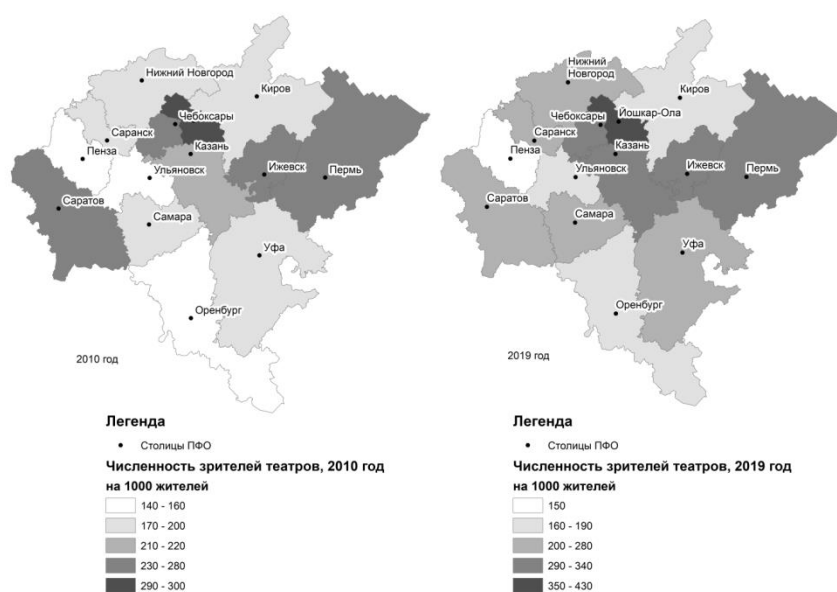 Нижний Новгород
Киров
Чебоксары
Саранск
Казань
Пенза
Ульяновск
Ижевск
Пермь
Саратов
Самара
Уфа
Оренбург
2010 год
Легенда
Столицы ПФО
Численность зрителей театров, 2010 год
на 1000 жителей
140 - 160
170 - 200
210 - 220
230 - 280
290 - 300
Нижний
Новгород
Киров
Чебоксары
Йошкар-Ола
Саранск
Казань
Пенза
Ульяновск
Ижевск
Пермь
Саратов
Самара
Уфа
Оренбург
2019 год
Легенда
Столицы ПФО
Численность зрителей театров, 2019 год
на 1000 жителей
150
160 - 190
200 - 280
290 - 340
350 - 430